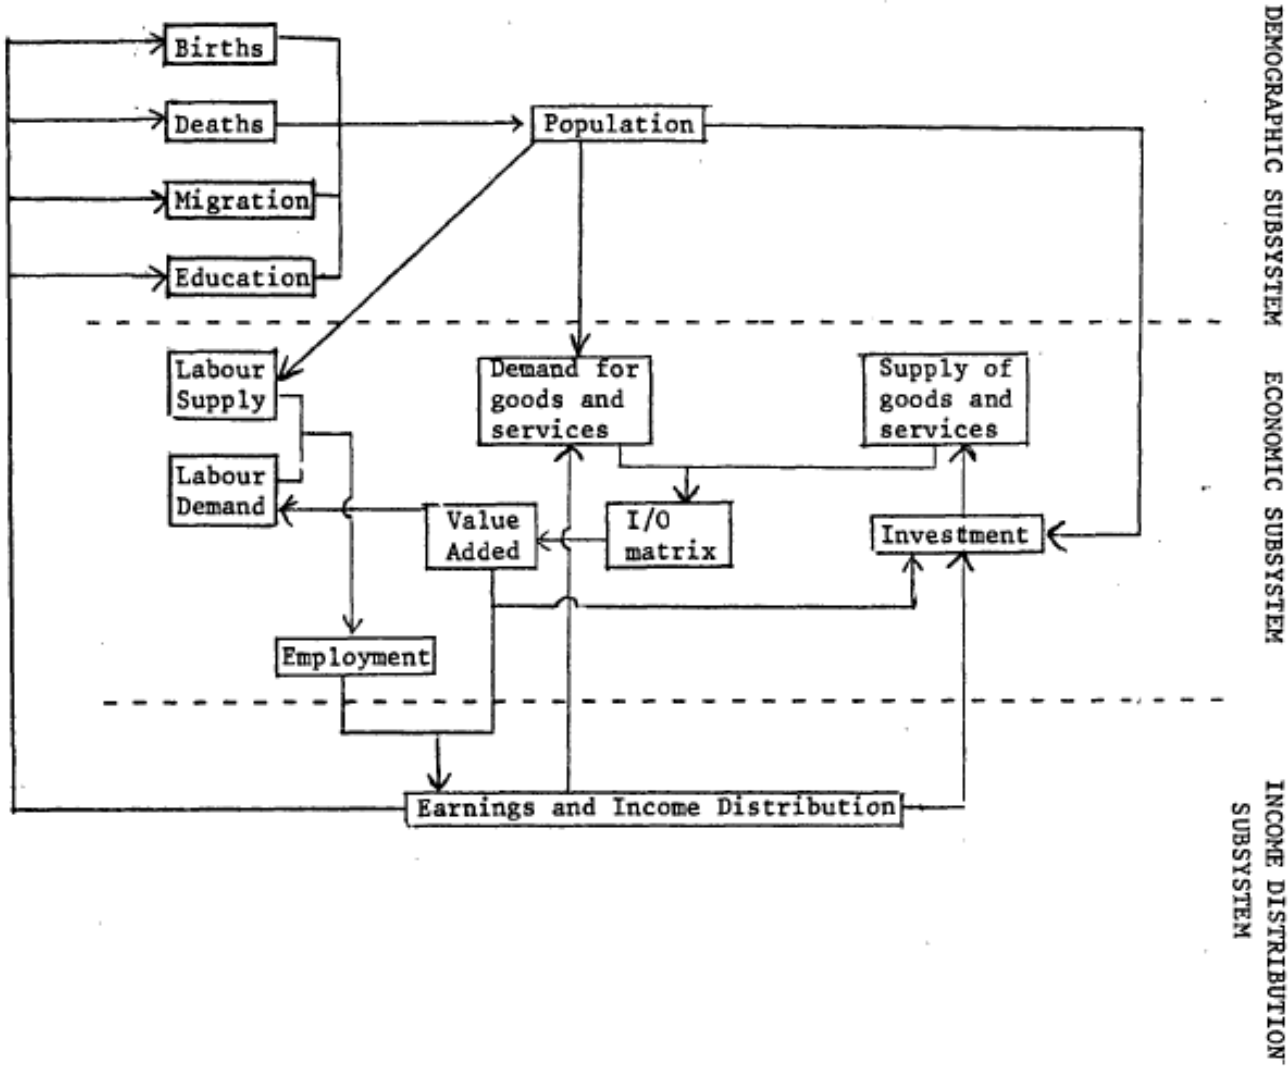 Births
Deaths
Population
Migration
Education
DEMOGRAPHIC SUBSYSTEM
Labour
Supply
Demand for
goods and
services
Supply of
goods and
services
Labour
Demand
Value
Added
I/O
matrix
Investment
Employment
ECONOMIC SUBSYSTEM
Earnings and Income Distribution
INCOME DISTRIBUTION
SUBSYSTEM